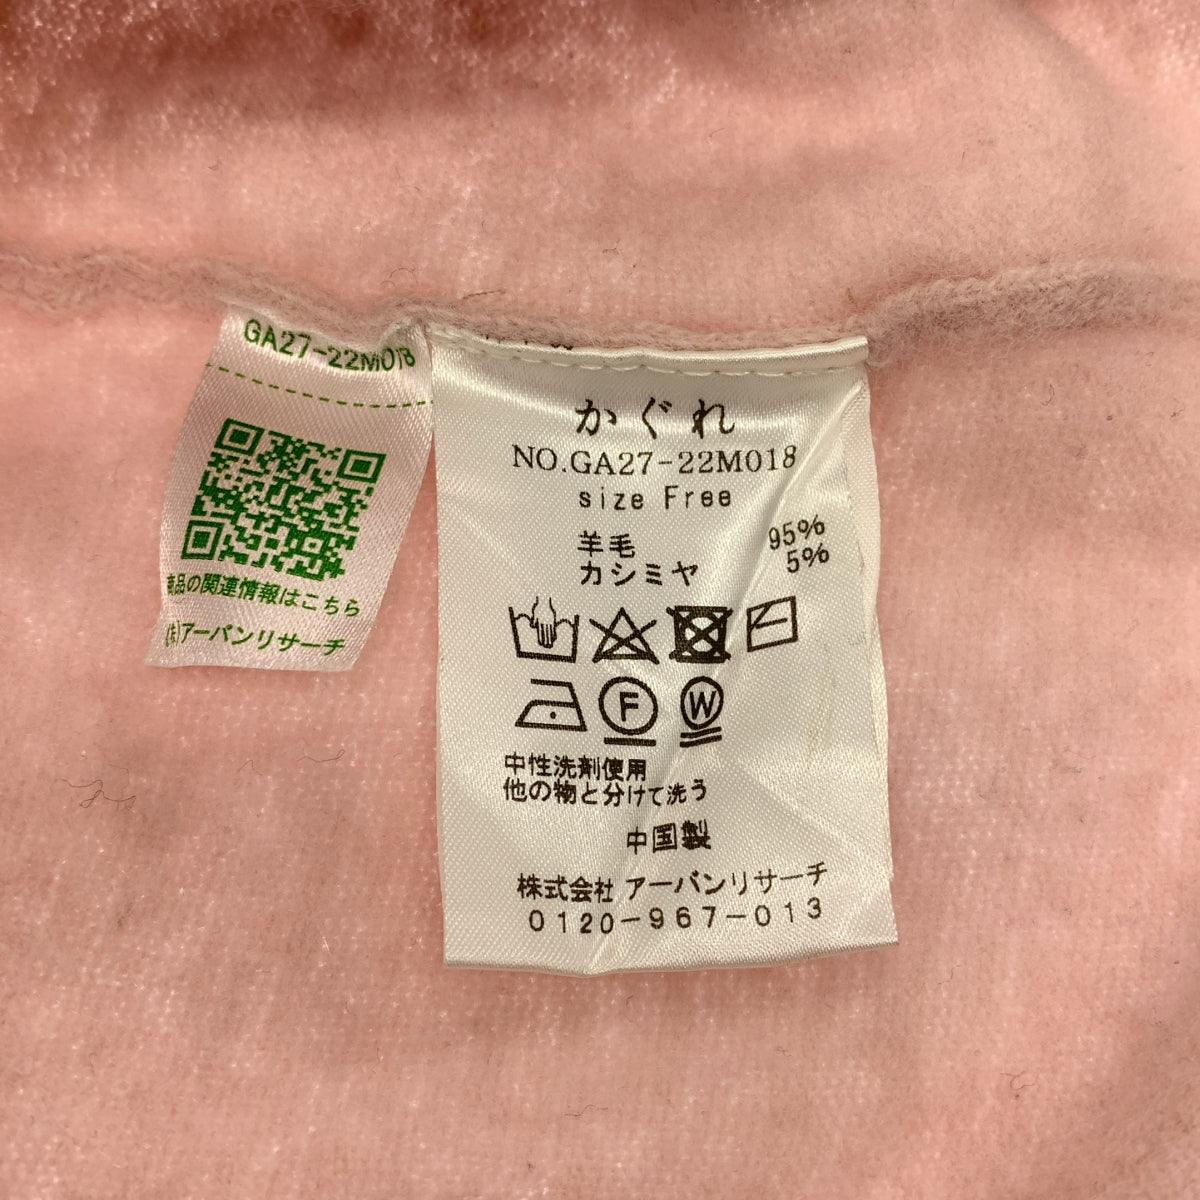 GA27-22M018
商品の関連情報はこちら
(株)アーバンリサーチ
かぐれ
NO.GA27-22M018
size Free
羊毛 95%
カシミヤ 5%
F W
中性洗剤使用
他の物と分けて洗う
中国製
株式会社 アーバンリサーチ
0120-967-013